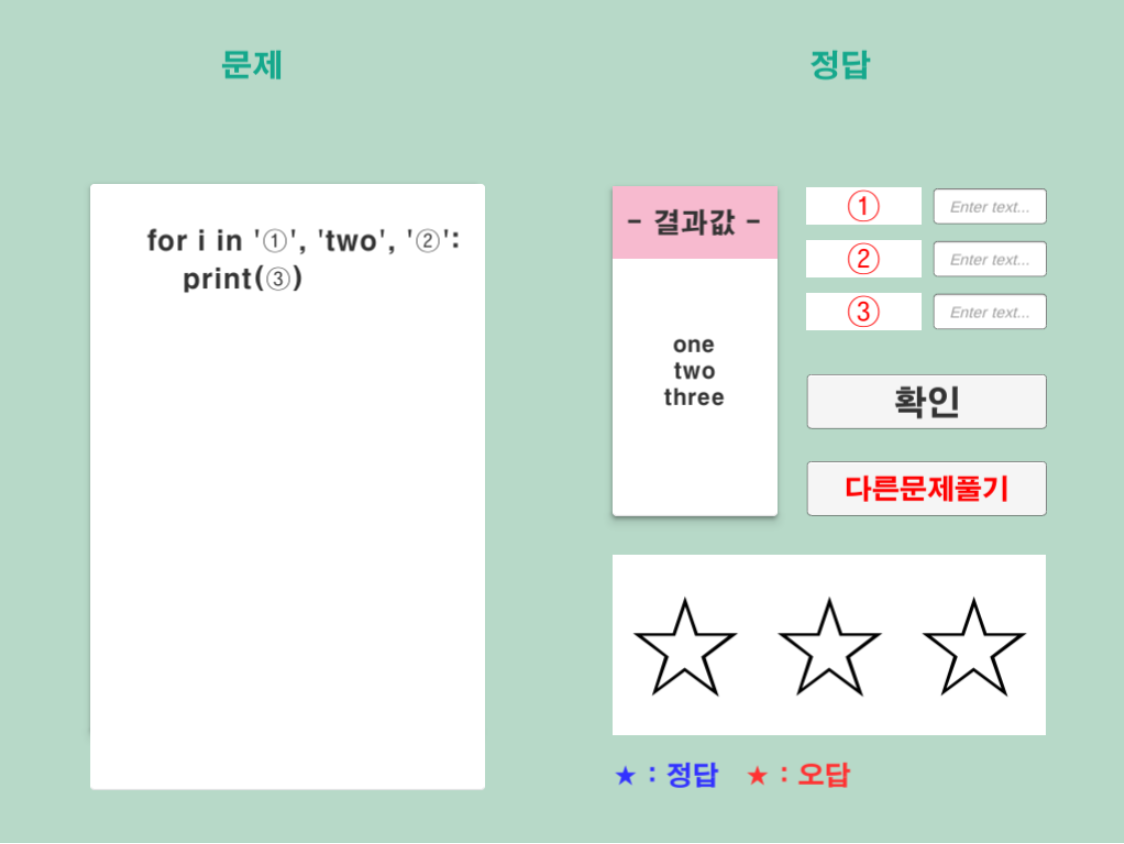 문제
for i in '①', 'two', '②':
print(③)
정답
- 결과값 -
one
two
three
① Enter text...
② Enter text...
③ Enter text...
확인
다른문제풀기
★ : 정답 ★ : 오답